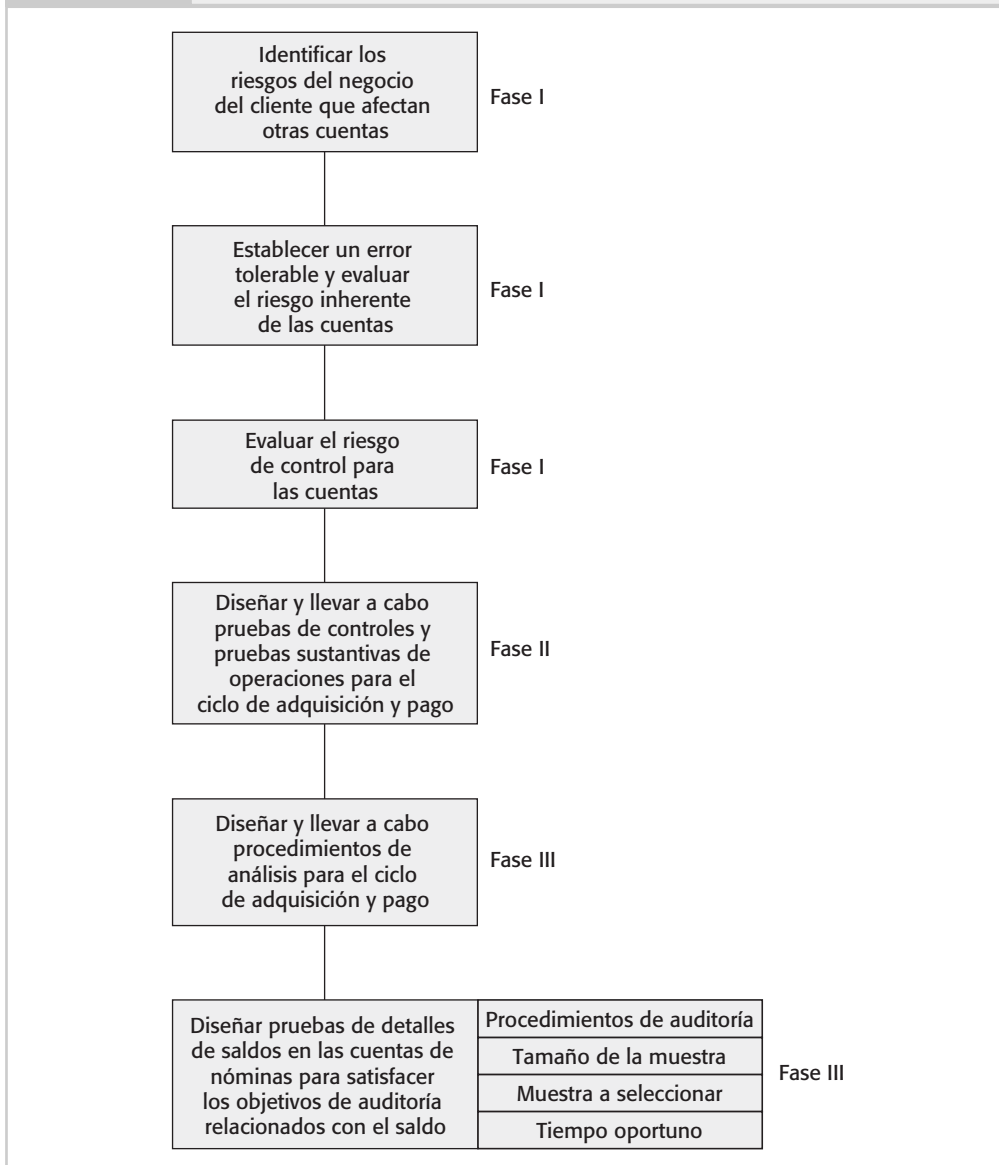 Identificar los
riesgos del negocio
del cliente que afectan
otras cuentas
Fase I
Establecer un error
tolerable y evaluar
el riesgo inherente
de las cuentas
Fase I
Evaluar el riesgo
de control para
las cuentas
Fase I
Diseñar y llevar a cabo
pruebas de controles y
pruebas sustantivas de
operaciones para el
ciclo de adquisición y pago
Fase II
Diseñar y llevar a cabo
procedimientos de
análisis para el ciclo
de adquisición y pago
Fase III
Diseñar pruebas de detalles
de saldos en las cuentas de
nóminas para satisfacer
los objetivos de auditoría
relacionados con el saldo
Procedimientos de auditoría
Tamaño de la muestra
Muestra a seleccionar
Tiempo oportuno
Fase III